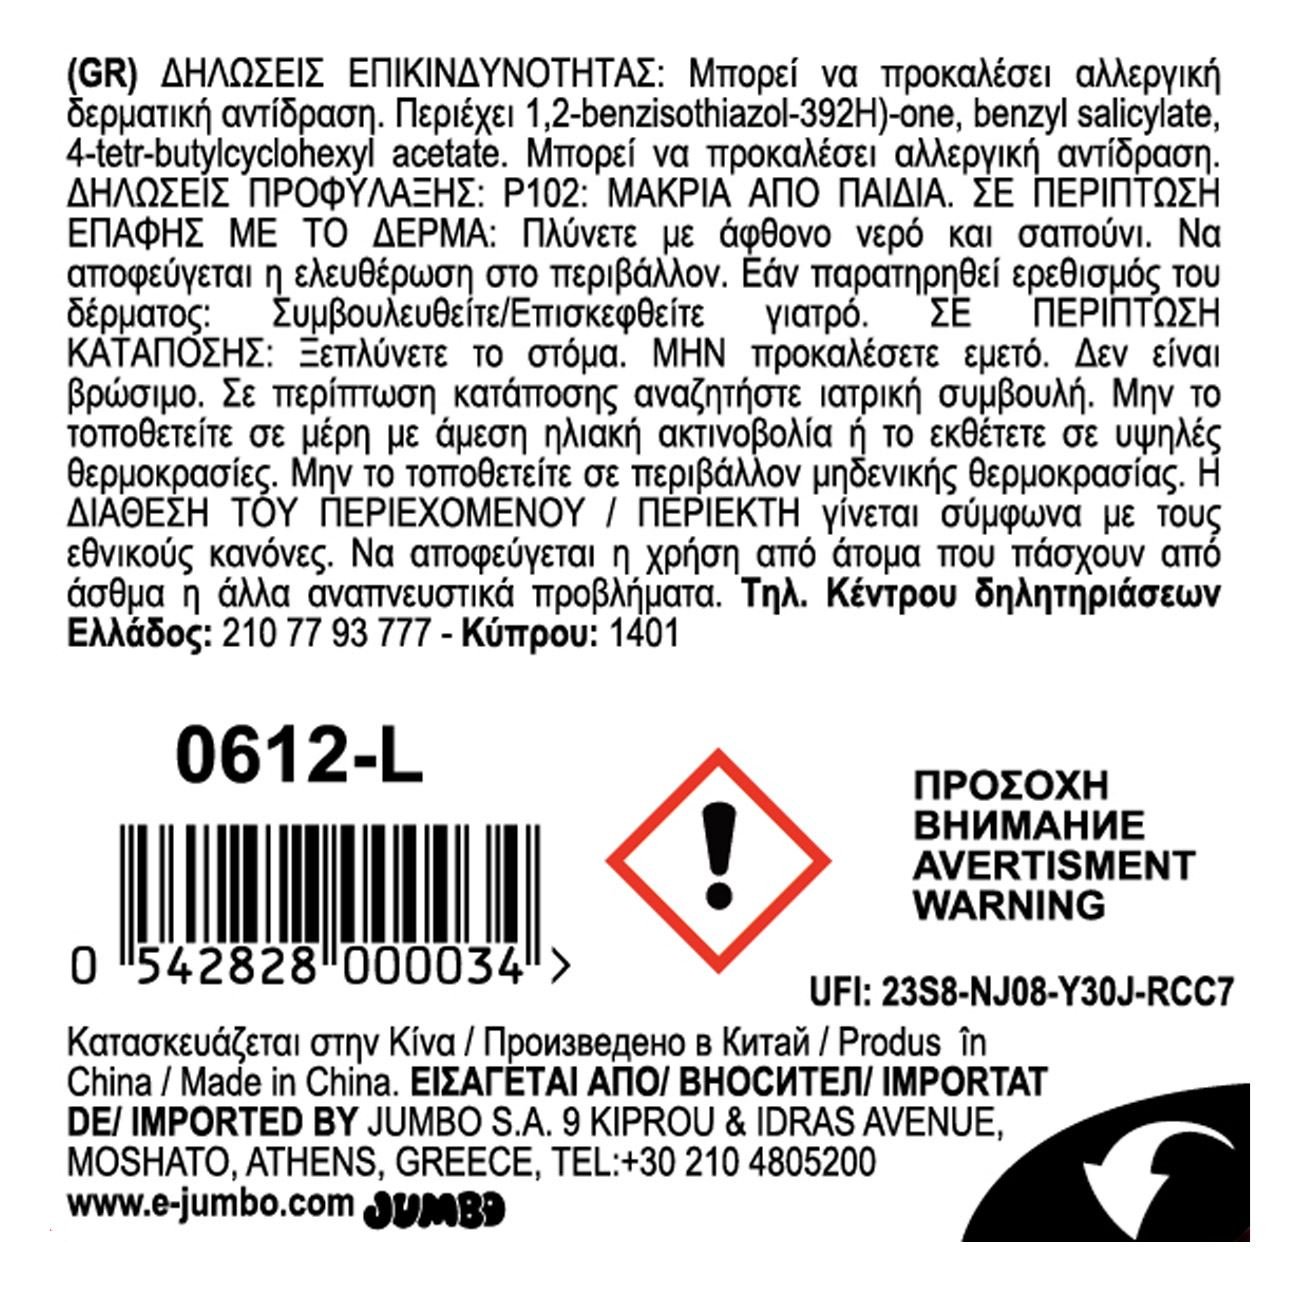 (GR) ΔΗΛΩΣΕΙΣ ΕΠΙΚΙΝΔΥΝΟΤΗΤΑΣ: Μπορεί να προκαλέσει αλλεργική
δερματική αντίδραση. Περιέχει 1,2-benzisothiazol-392H)-one, benzyl salicylate,
4-tetr-butylcyclohexyl acetate. Μπορεί να προκαλέσει αλλεργική αντίδραση.
ΔΗΛΩΣΕΙΣ ΠΡΟΦΥΛΑΞΗΣ: P102: ΜΑΚΡΙΑ ΑΠΟ ΠΑΙΔΙΑ. ΣΕ ΠΕΡΙΠΤΩΣΗ
ΕΠΑΦΗΣ ΜΕ ΤΟ ΔΕΡΜΑ: Πλύνετε με άφθονο νερό και σαπούνι. Να
αποφεύγεται η ελευθέρωση στο περιβάλλον. Εάν παρατηρηθεί ερεθισμός του
δέρματος: Συμβουλευθείτε/Επισκεφθείτε γιατρό. ΣΕ ΠΕΡΙΠΤΩΣΗ
ΚΑΤΑΠΟΣΗΣ: Ξεπλύνετε το στόμα. ΜΗΝ προκαλέσετε εμετό. Δεν είναι
βρώσιμο. Σε περίπτωση κατάποσης αναζητήστε ιατρική συμβουλή. Μην το
τοποθετείτε σε μέρη με άμεση ηλιακή ακτινοβολία ή το εκθέτετε σε υψηλές
θερμοκρασίες. Μην το τοποθετείτε σε περιβάλλον μηδενικής θερμοκρασίας. Η
ΔΙΑΘΕΣΗ ΤΟΥ ΠΕΡΙΕΧΟΜΕΝΟΥ / ΠΕΡΙΕΚΤΗ γίνεται σύμφωνα με τους
εθνικούς κανόνες. Να αποφεύγεται η χρήση από άτομα που πάσχουν από
άσθμα η άλλα αναπνευστικά προβλήματα. Τηλ. Κέντρου δηλητηριάσεων
Ελλάδος: 210 77 93 777 - Κύπρου: 1401
0612-L
ΠΡΟΣΟΧΗ
ВНИМАНИЕ
AVERTISMENT
WARNING
0 542828 000034 >
UFI: 23S8-NJ08-Y30J-RCC7
Κατασκευάζεται στην Κίνα / Произведено в Китай / Produs în
China / Made in China. ΕΙΣΑΓΕΤΑΙ ΑΠΟ/ ВНОСИТЕЛ/ IMPORTAT
DE/ IMPORTED BY JUMBO S.A. 9 KIPROU & IDRAS AVENUE,
MOSHATO, ATHENS, GREECE, TEL:+30 210 4805200
www.e-jumbo.com JUMBO